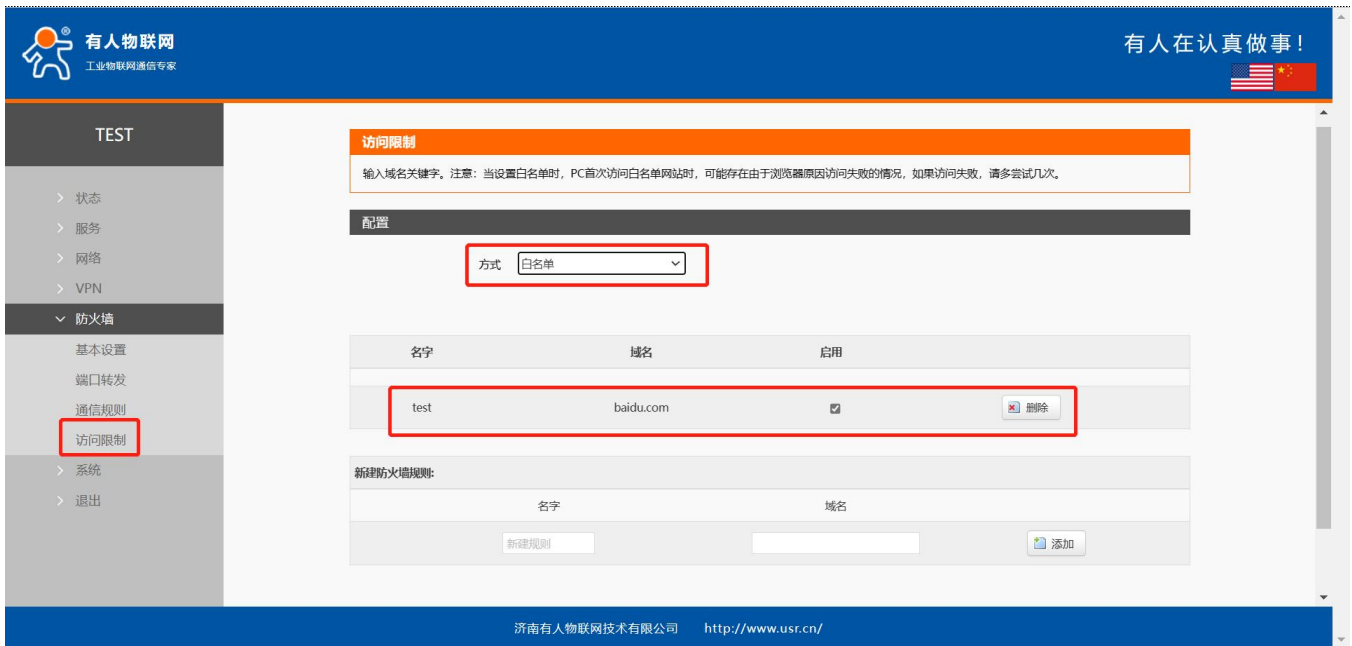 有人物联网
工业物联网通信专家
有人在认真做事!
TEST
状态
服务
网络
VPN
防火墙
基本设置
端口转发
通信规则
访问限制
系统
退出
访问限制
输入域名关键字。注意：当设置白名单时，PC首次访问白名单网站时，可能存在由于浏览器原因访问失败的情况，如果访问失败，请多尝试几次。
配置
方式 白名单
名字 域名 启用
test baidu.com 删除
新建防火墙规则:
名字 域名
新建规则 添加
济南有人物联网技术有限公司 http://www.usr.cn/